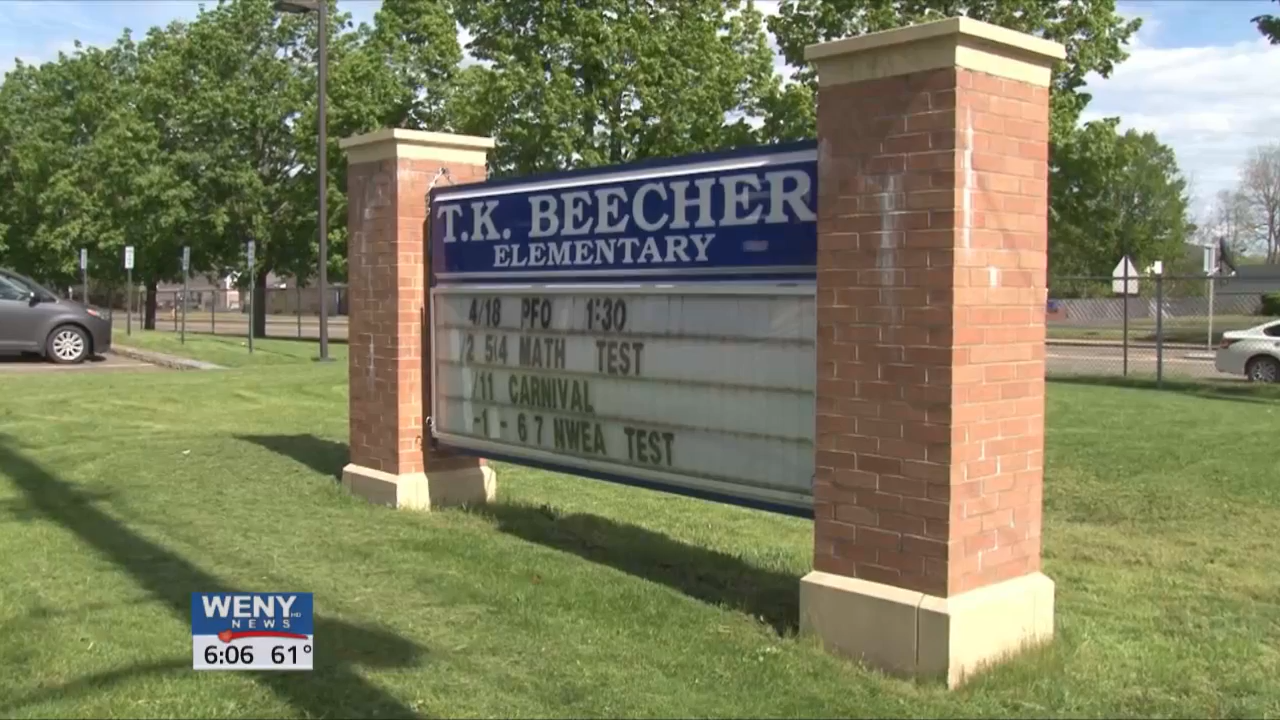 T.K. BEECHER
ELEMENTARY
4/18 PFO 1:30
/2 5/4 MATH TEST
/11 CARNIVAL
-1 - 6 7 NWEA TEST
WENY HD
NEWS
6:06 61°